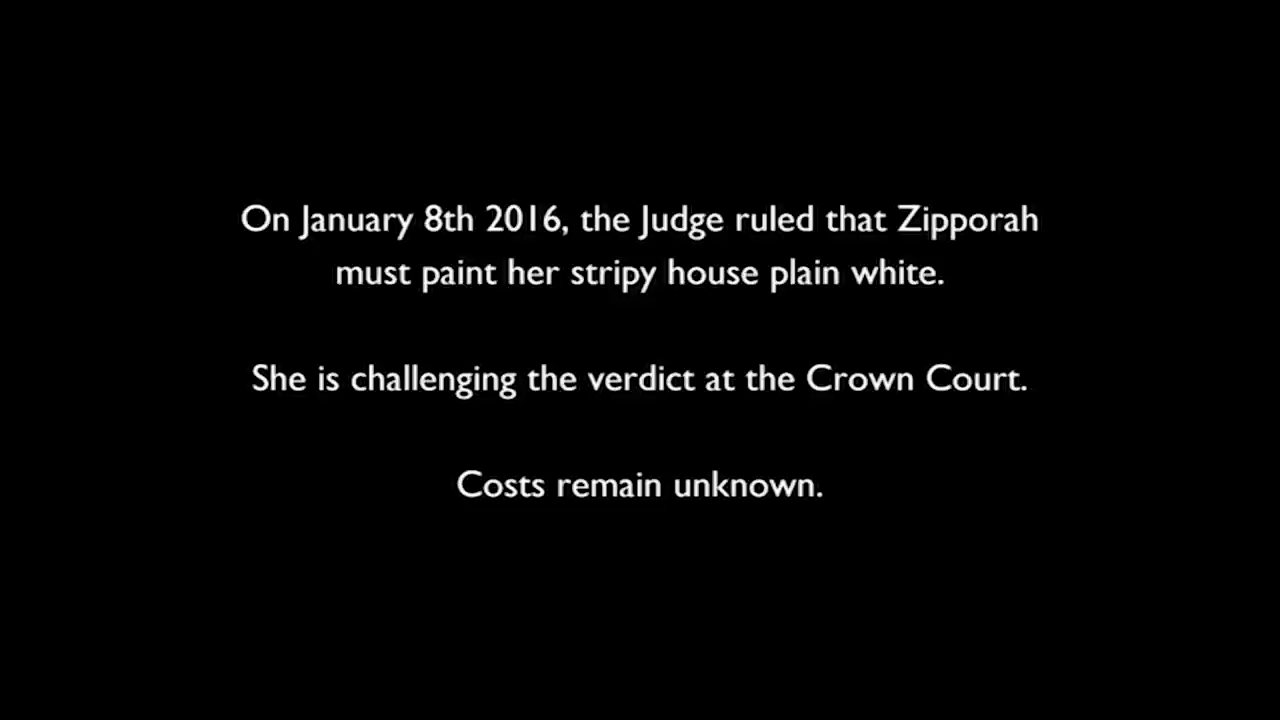 On January 8th 2016, the Judge ruled that Zipporah
must paint her stripy house plain white.
She is challenging the verdict at the Crown Court.
Costs remain unknown.